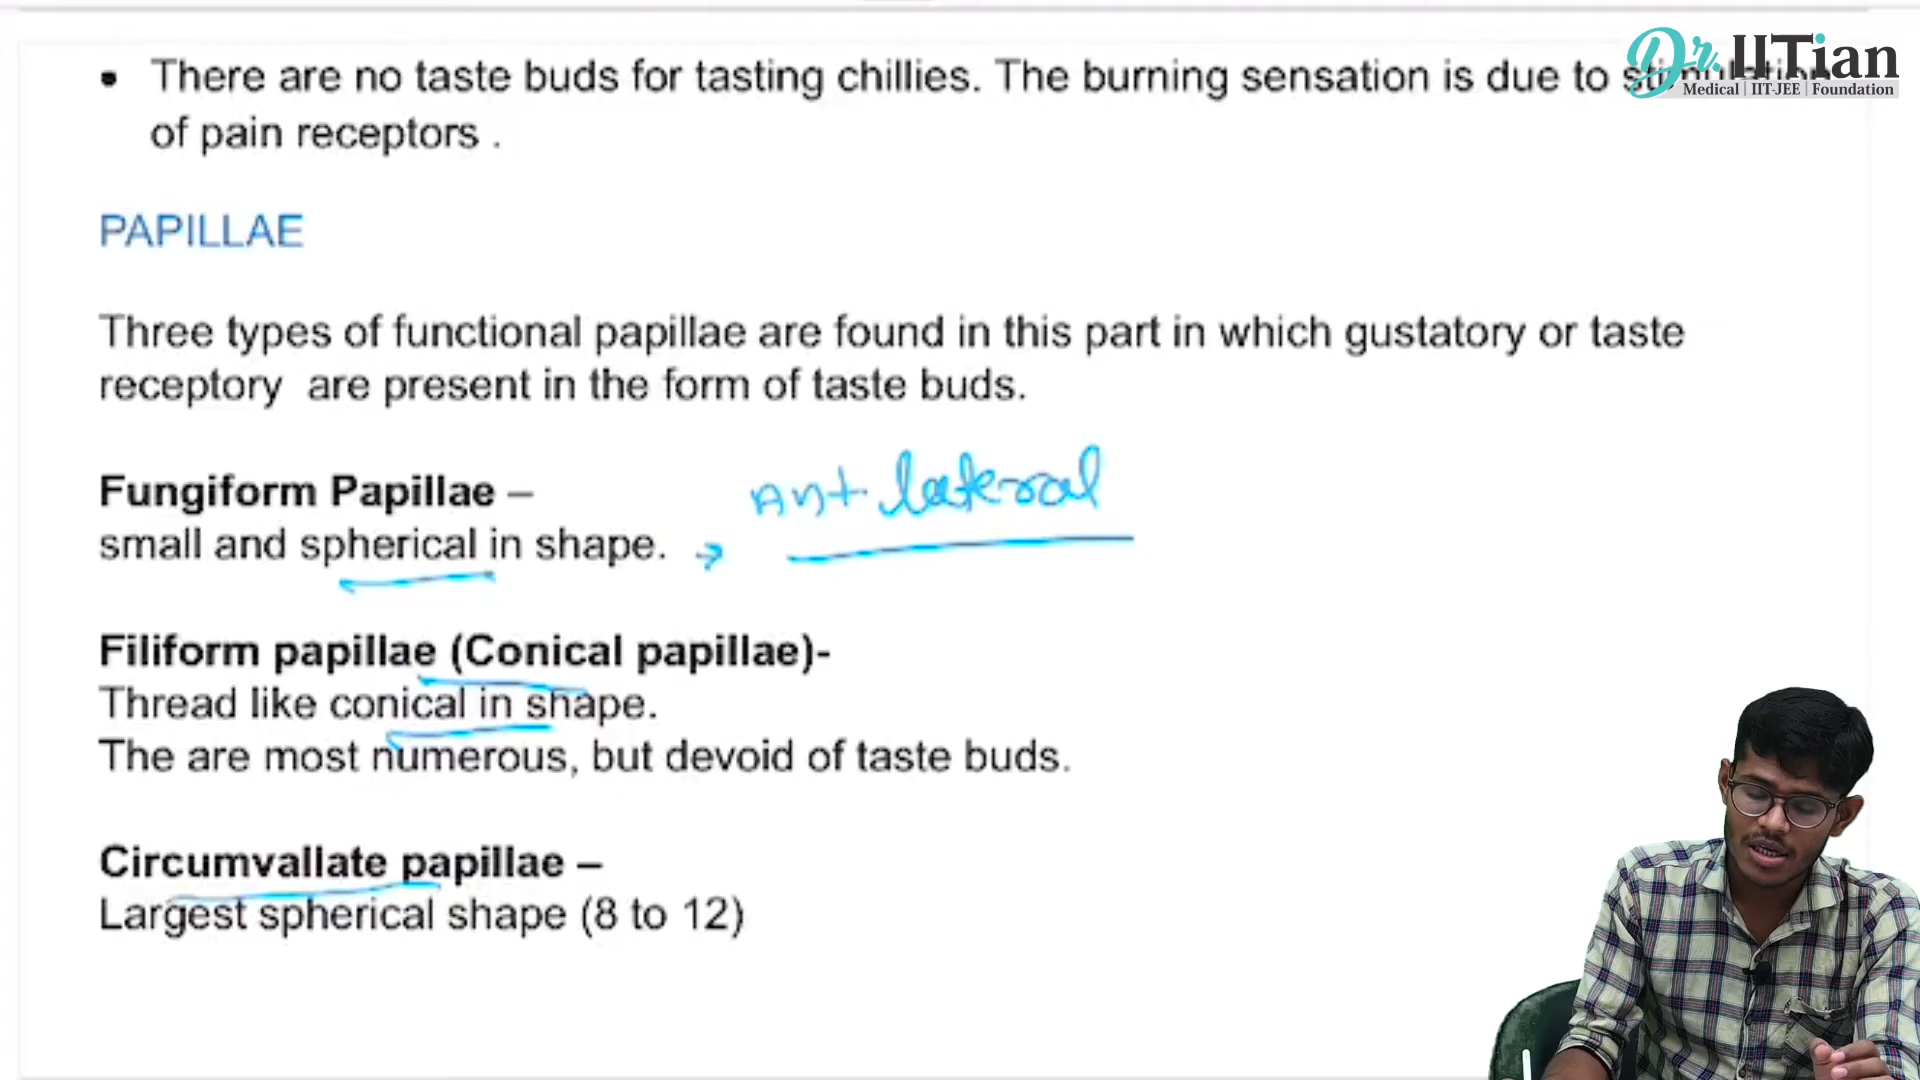 Dr. IITian
Medical | IIT-JEE | Foundation
• There are no taste buds for tasting chillies. The burning sensation is due to stimulation
of pain receptors .
PAPILLAE
Three types of functional papillae are found in this part in which gustatory or taste
receptory are present in the form of taste buds.
Ant. lateral
Fungiform Papillae –
small and spherical in shape. →
Filiform papillae (Conical papillae)-
Thread like conical in shape.
The are most numerous, but devoid of taste buds.
Circumvallate papillae –
Largest spherical shape (8 to 12)